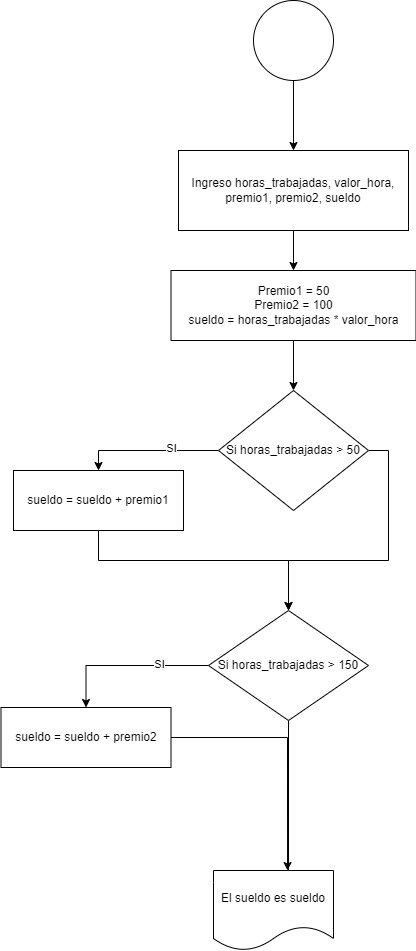 Ingreso horas_trabajadas, valor_hora,
premio1, premio2, sueldo
Premio1 = 50
Premio2 = 100
sueldo = horas_trabajadas * valor_hora
Si horas_trabajadas > 50
SI
sueldo = sueldo + premio1
Si horas_trabajadas > 150
SI
sueldo = sueldo + premio2
El sueldo es sueldo